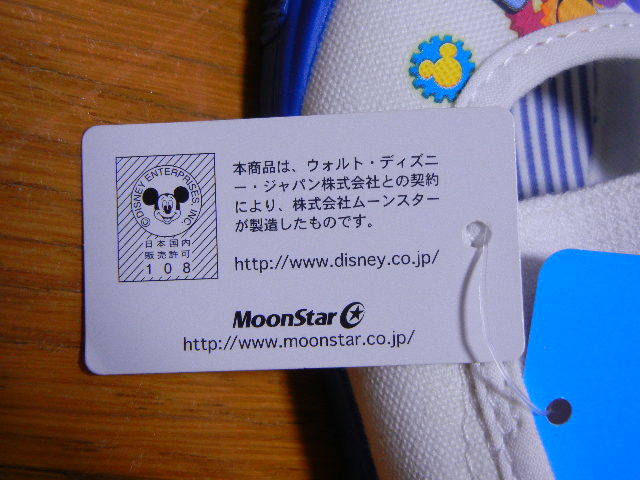 ©DISNEY ENTERPRISES, INC.
日本国内
販売許可
108
本商品は、ウォルト・ディズニ
ー・ジャパン株式会社との契約
により、株式会社ムーンスター
が製造したものです。
http://www.disney.co.jp/
MoonStar
http://www.moonstar.co.jp/